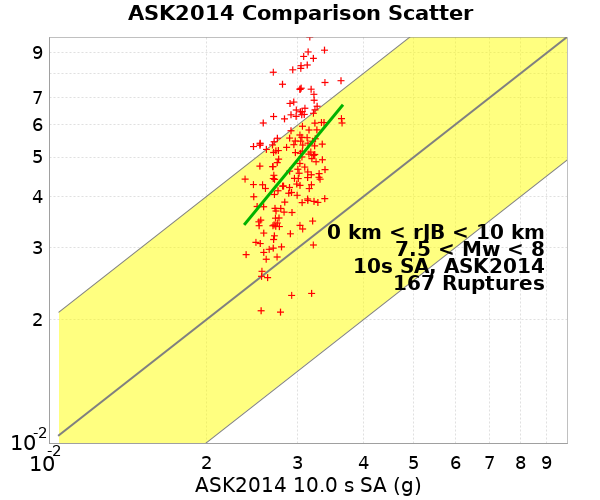 ASK2014 Comparison Scatter
9
7
6
5
4
3
2
10-2
0 km < rJB < 10 km
7.5 < Mw < 8
10s SA, ASK2014
167 Ruptures
10-2 2 3 4 5 6 7 8 9
ASK2014 10.0 s SA (g)